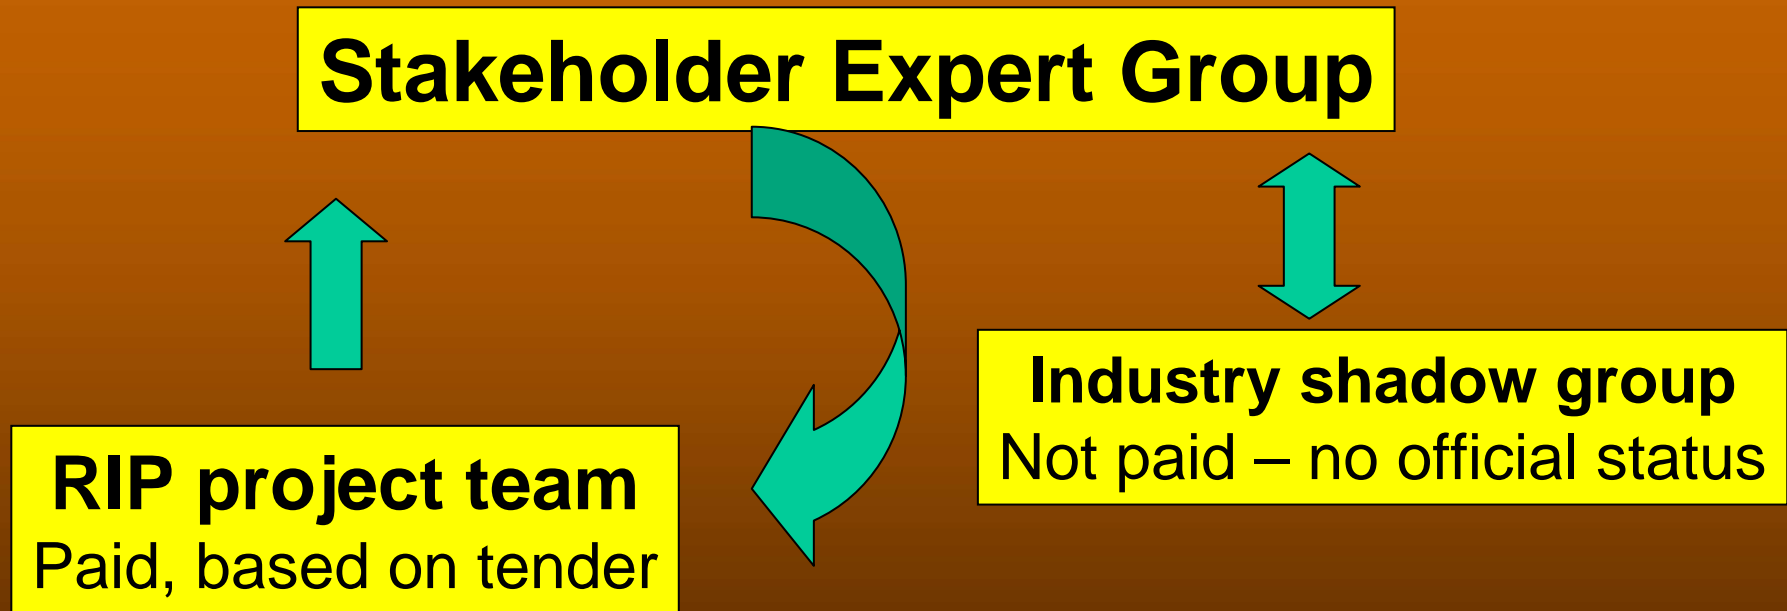 Stakeholder Expert Group
Industry shadow group
Not paid – no official status
RIP project team
Paid, based on tender